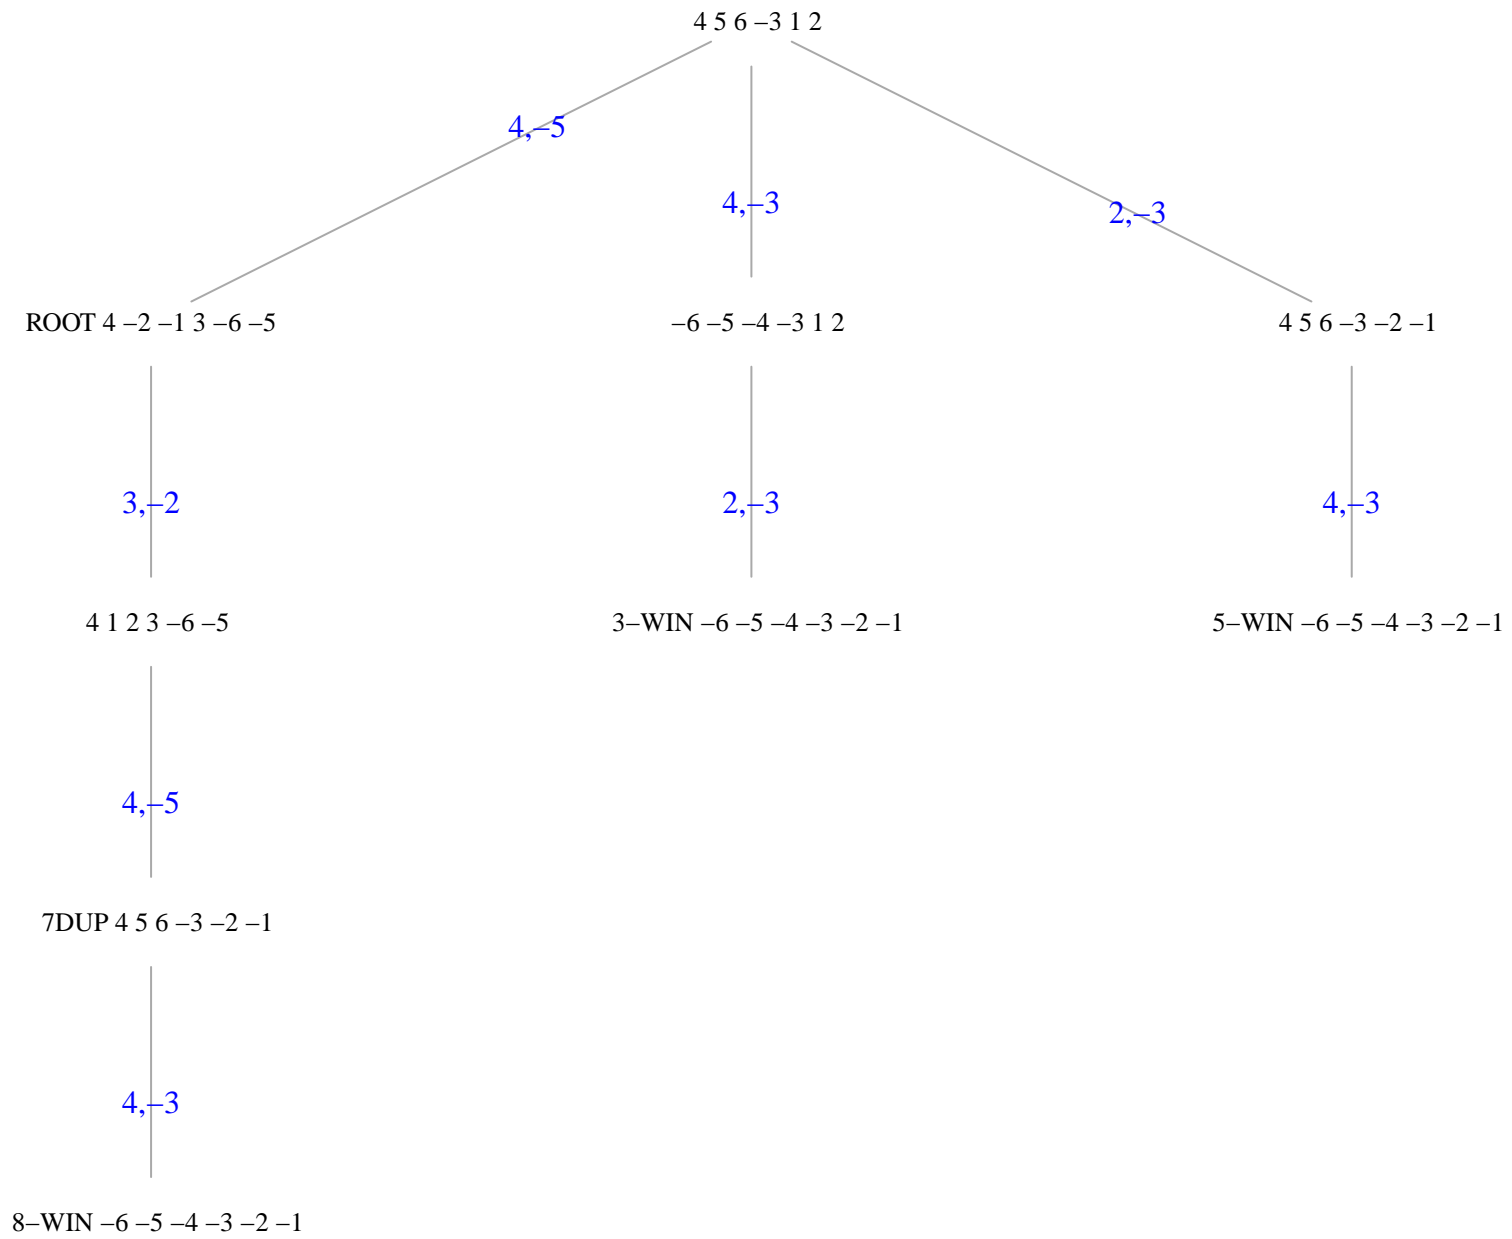 4 5 6 –3 1 2
4,–5
4,–3
2,–3
ROOT 4 –2 –1 3 –6 –5
–6 –5 –4 –3 1 2
4 5 6 –3 –2 –1
3,–2
2,–3
4,–3
4 1 2 3 –6 –5
3–WIN –6 –5 –4 –3 –2 –1
5–WIN –6 –5 –4 –3 –2 –1
4,–5
7DUP 4 5 6 –3 –2 –1
4,–3
8–WIN –6 –5 –4 –3 –2 –1